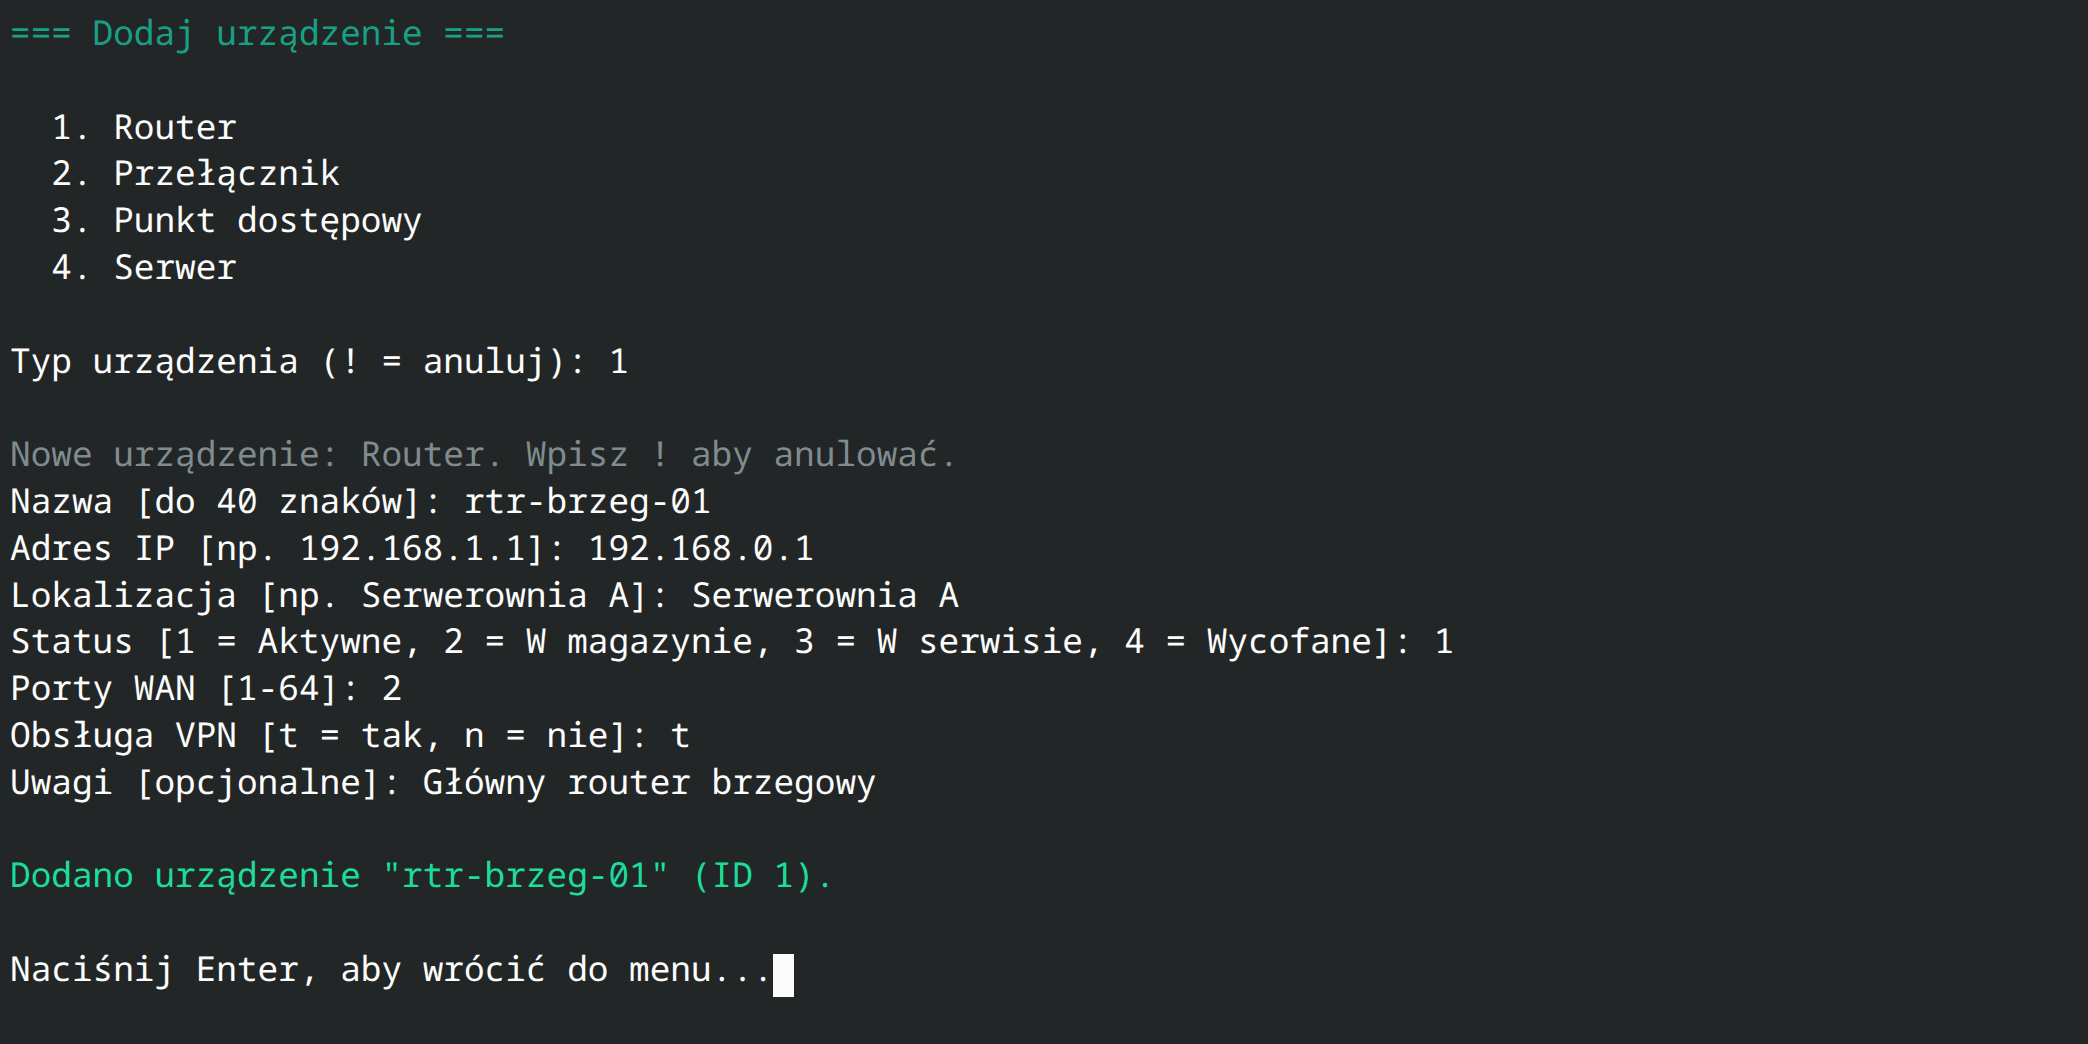 === Dodaj urządzenie ===
1. Router
2. Przełącznik
3. Punkt dostępowy
4. Serwer
Typ urządzenia (! = anuluj): 1
Nowe urządzenie: Router. Wpisz ! aby anulować.
Nazwa [do 40 znaków]: rtr-brzeg-01
Adres IP [np. 192.168.1.1]: 192.168.0.1
Lokalizacja [np. Serwerownia A]: Serwerownia A
Status [1 = Aktywne, 2 = W magazynie, 3 = W serwisie, 4 = Wycofane]: 1
Porty WAN [1-64]: 2
Obsługa VPN [t = tak, n = nie]: t
Uwagi [opcjonalne]: Główny router brzegowy
Dodano urządzenie "rtr-brzeg-01" (ID 1).
Naciśnij Enter, aby wrócić do menu...